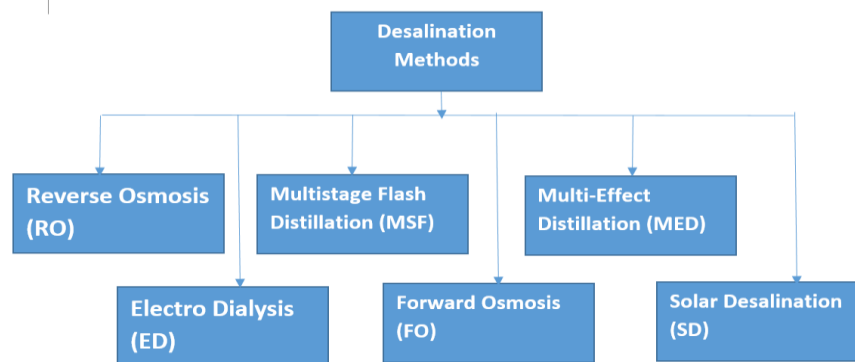 Desalination
Methods
Reverse Osmosis
(RO)
Multistage Flash
Distillation (MSF)
Multi-Effect
Distillation (MED)
Electro Dialysis
(ED)
Forward Osmosis
(FO)
Solar Desalination
(SD)